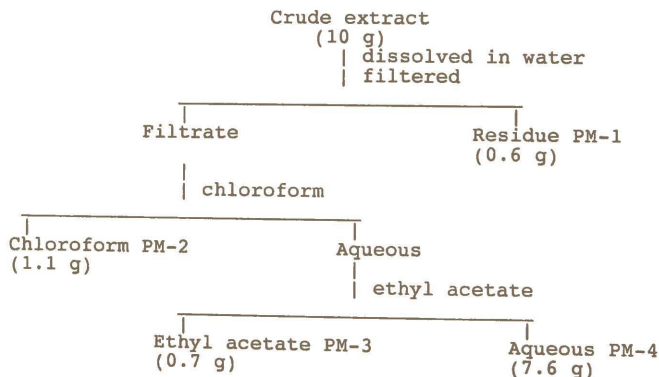 Crude extract
(10 g)
| dissolved in water
| filtered
Filtrate Residue PM-1
(0.6 g)
| chloroform
Chloroform PM-2 Aqueous
(1.1 g)
| ethyl acetate
Ethyl acetate PM-3 Aqueous PM-4
(0.7 g) (7.6 g)